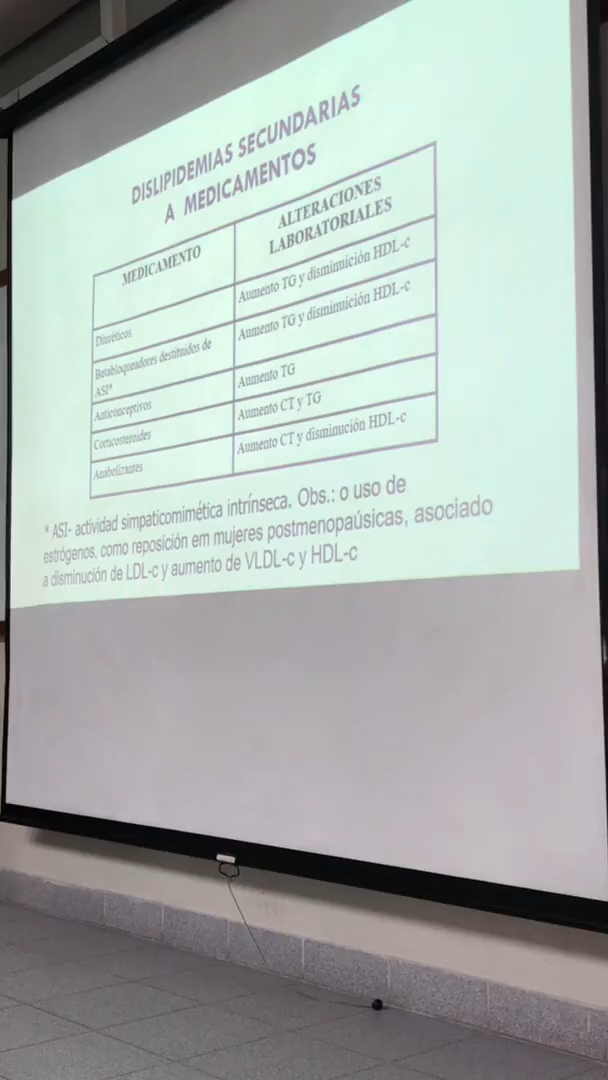 DISLIPIDEMIAS SECUNDARIAS
A MEDICAMENTOS
MEDICAMENTO
ALTERACIONES
LABORATORIALES
Diuréticos
Aumento TG y disminuición HDL-c
Betabloqueadores destituidos de
ASI*
Aumento TG y disminuición HDL-c
Anticonceptivos
Aumento TG
Corticosteroides
Aumento CT y TG
Anabolizantes
Aumento CT y disminución HDL-c
* ASI- actividad simpaticomimética intrínseca. Obs.: o uso de
estrógenos, como reposición em mujeres postmenopaúsicas, asociado
a disminución de LDL-c y aumento de VLDL-c y HDL-c